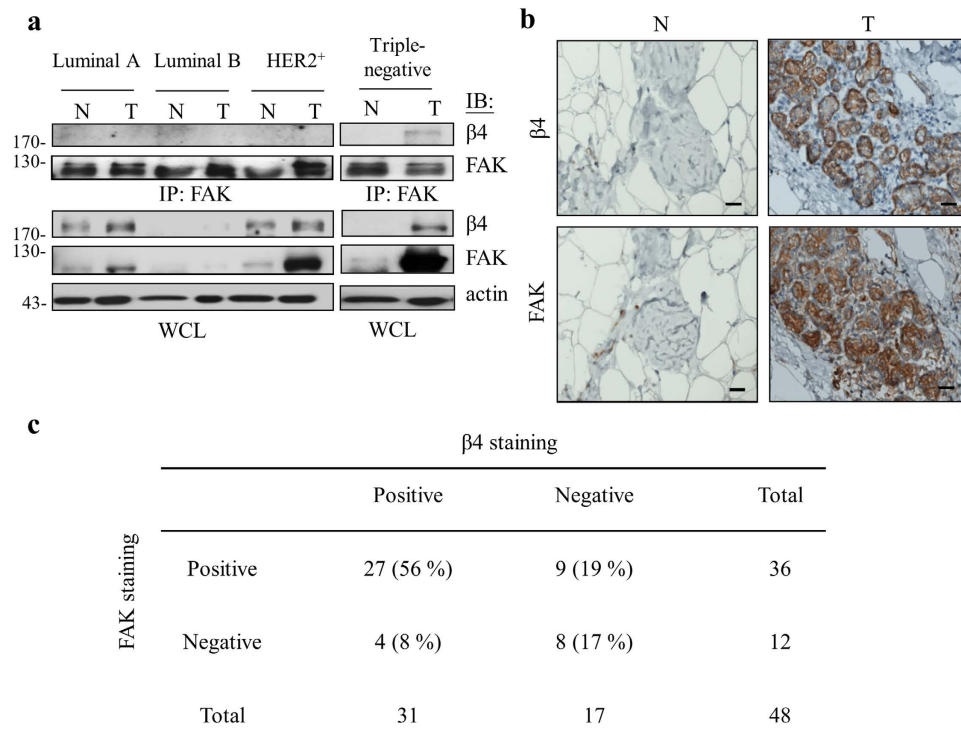 a
Luminal A Luminal B HER2⁺ Triple-
negative
N T N T N T N T IB:
170- β4
130- FAK
IP: FAK IP: FAK
170- β4
130- FAK
43- actin
WCL WCL
b
N T
β4
FAK
c
β4 staining
Positive Negative Total
FAK staining
Positive 27 (56 %) 9 (19 %) 36
Negative 4 (8 %) 8 (17 %) 12
Total 31 17 48